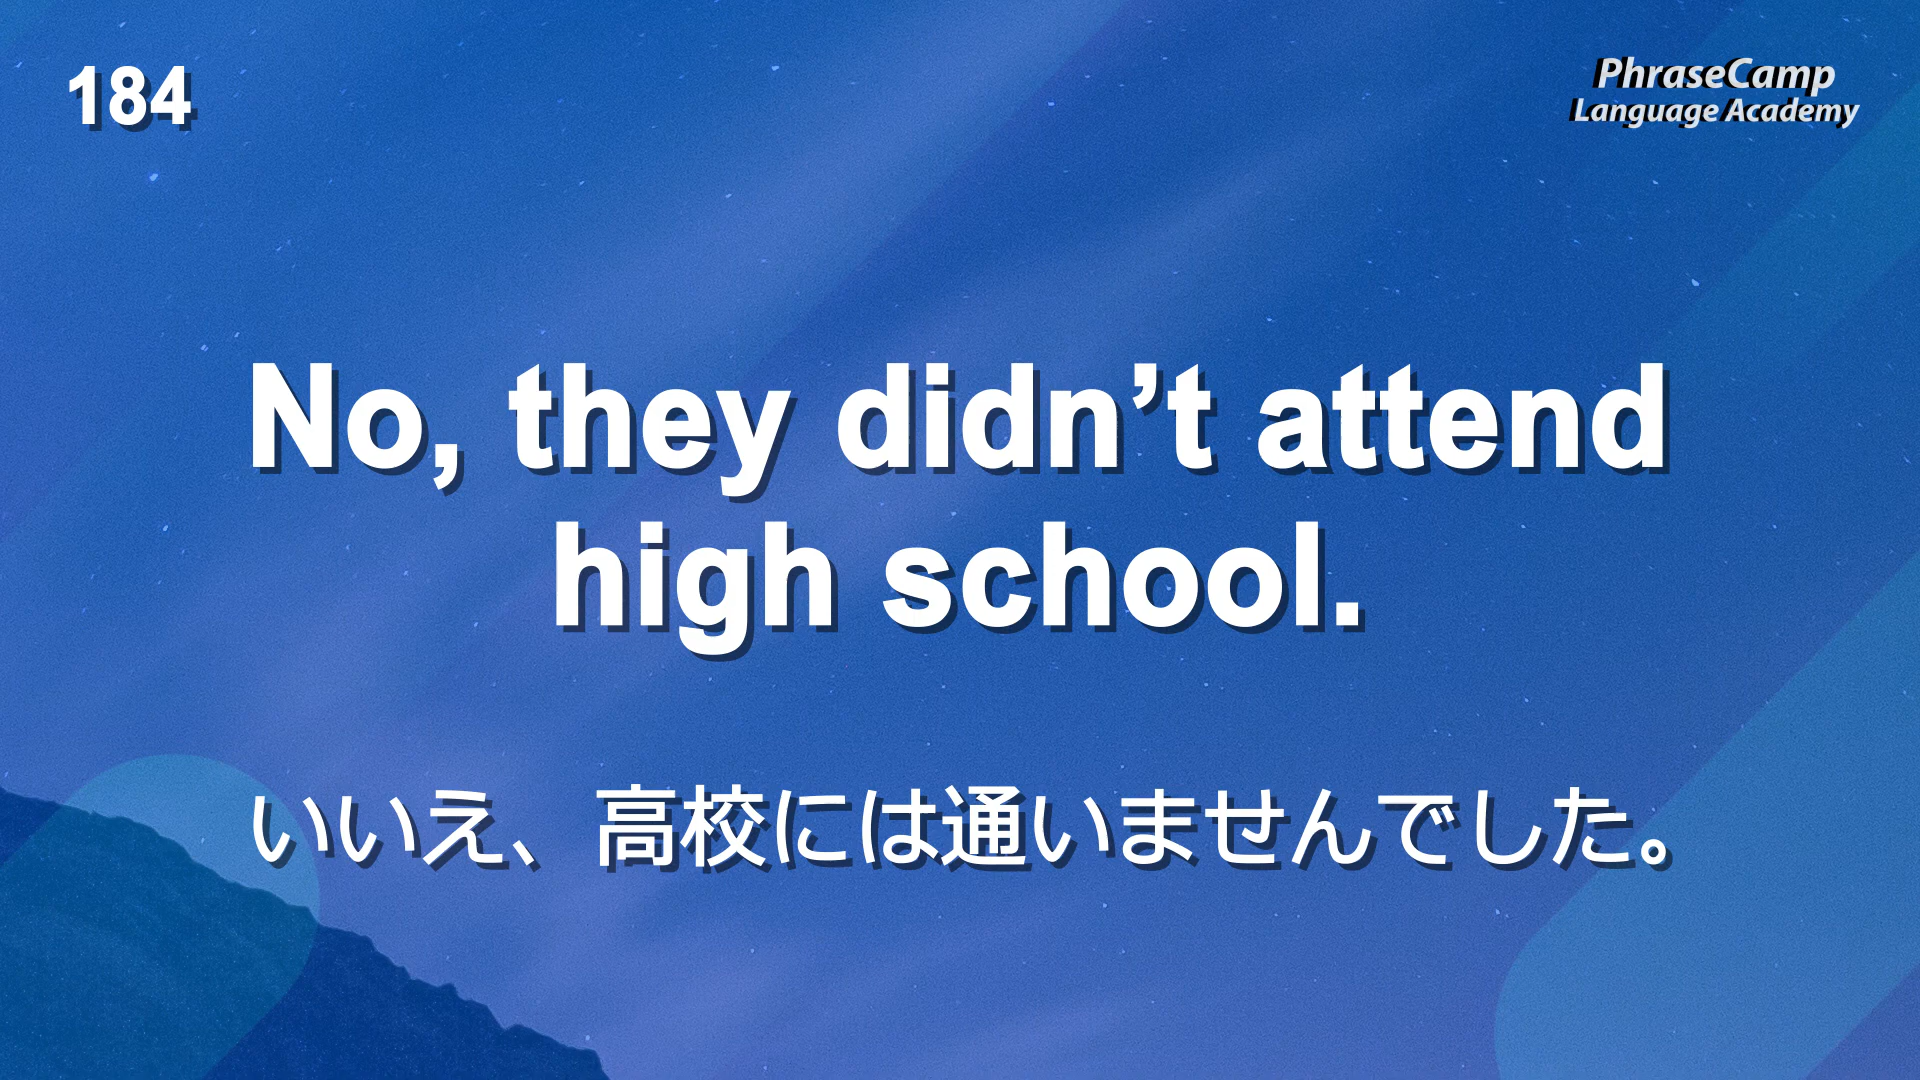 184
PhraseCamp
Language Academy
No, they didn’t attend
high school.
いいえ、高校には通いませんでした。